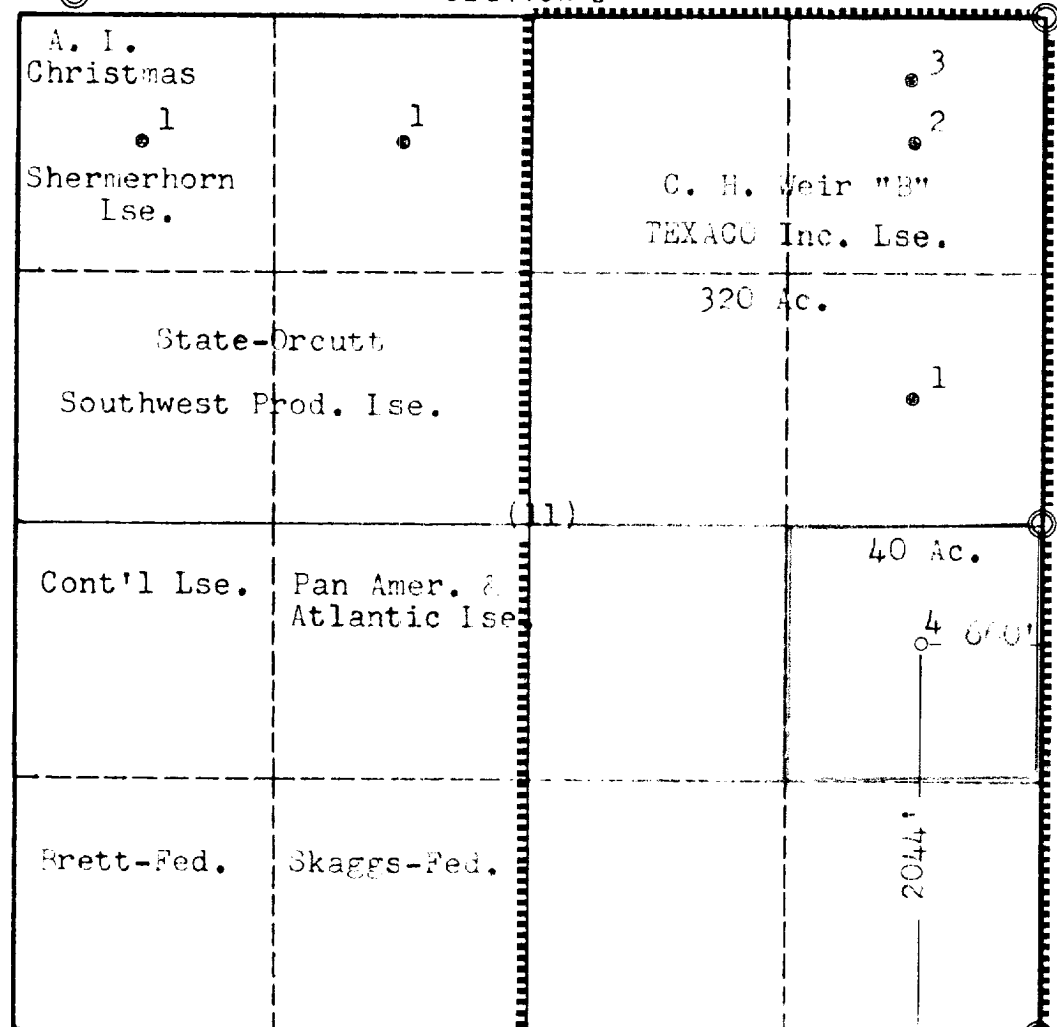 A. I.
Christmas
1
Shermerhorn
Lse.
1
3
2
C. H. Weir "B"
TEXACO Inc. Lse.
320 Ac.
State-Orcutt
Southwest Prod. Lse.
1
(11)
Cont'l Lse.
Pan Amer. &
Atlantic Lse
40 Ac.
4 660'
Brett-Fed.
Skaggs-Fed.
2044'